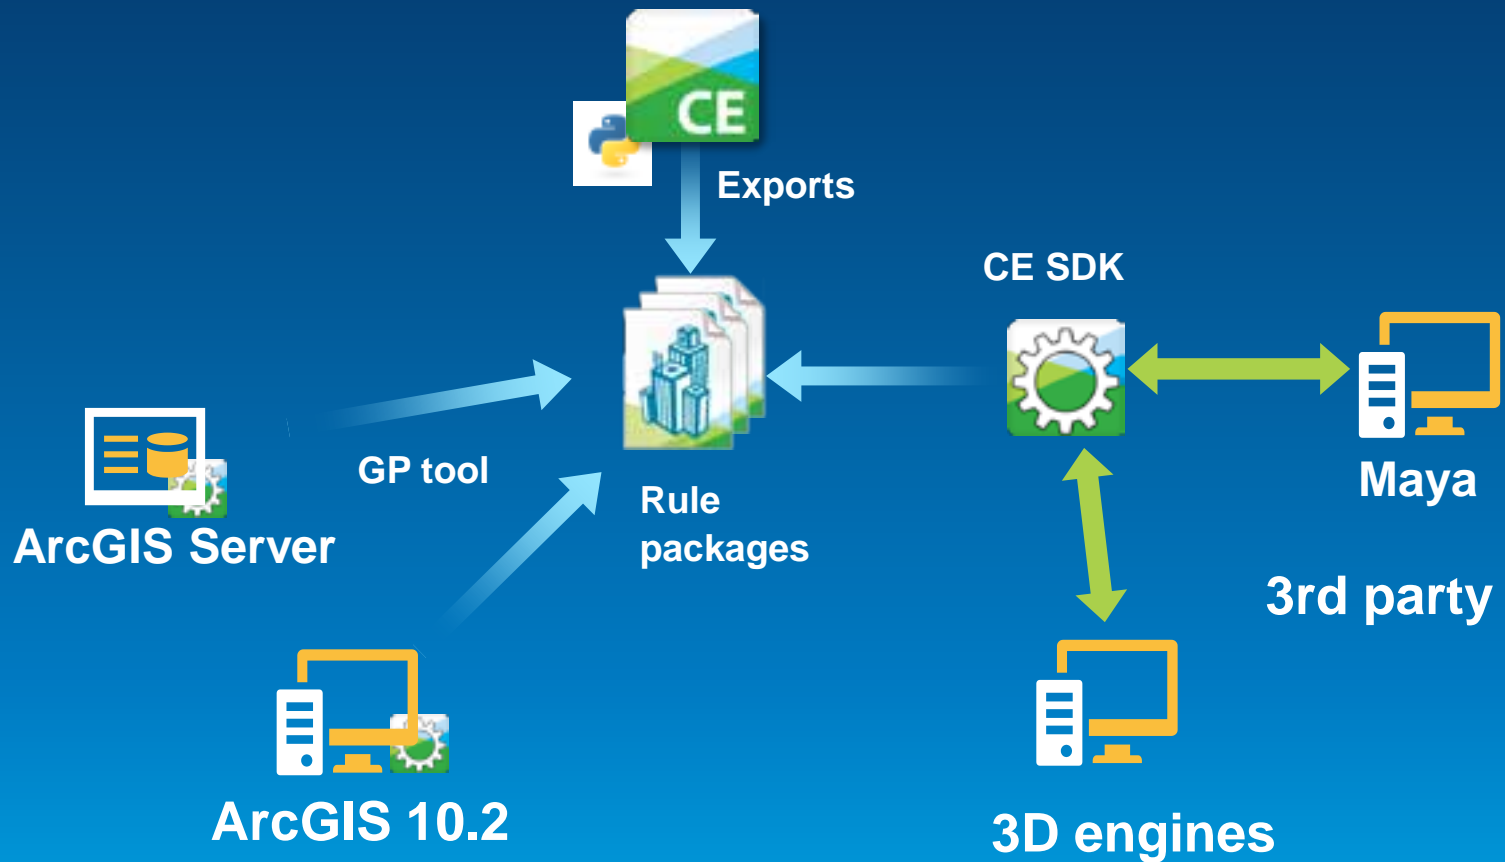 CE
Exports
CE SDK
GP tool
Rule
packages
Maya
ArcGIS Server
3rd party
ArcGIS 10.2
3D engines